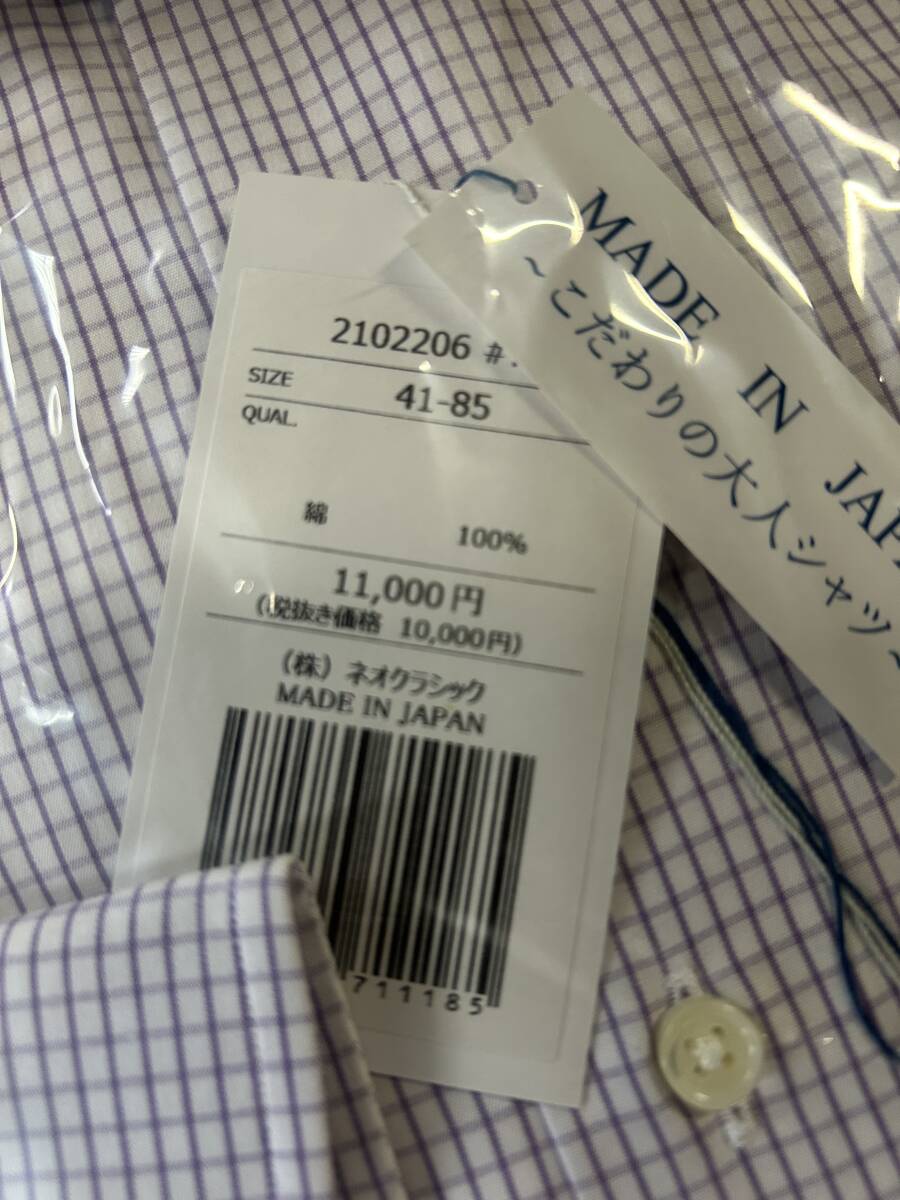 2102206 #
SIZE 41-85
QUAL.
綿 100%
11,000円
(税抜き価格 10,000円)
(株) ネオクラシック
MADE IN JAPAN
711185
MADE IN JAPA
~こだわりの大人シャツ~